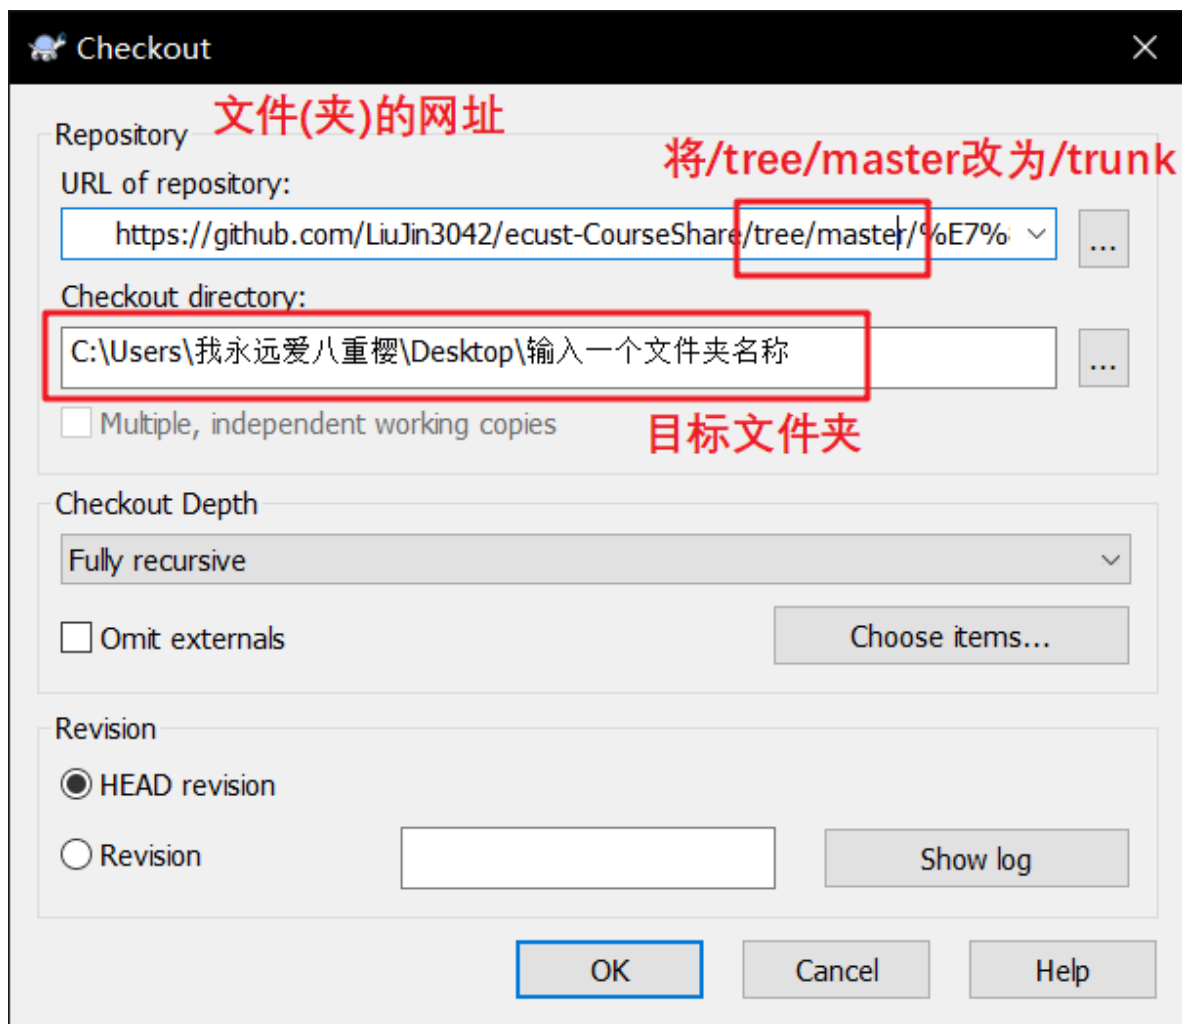 Checkout
文件(夹)的网址
Repository
将/tree/master改为/trunk
URL of repository:
https://github.com/LiuJin3042/ecust-CourseShare/tree/master/%E7%
...
Checkout directory:
C:\Users\我永远爱八重樱\Desktop\输入一个文件夹名称
...
Multiple, independent working copies
目标文件夹
Checkout Depth
Fully recursive
Omit externals
Choose items...
Revision
HEAD revision
Revision
Show log
OK
Cancel
Help